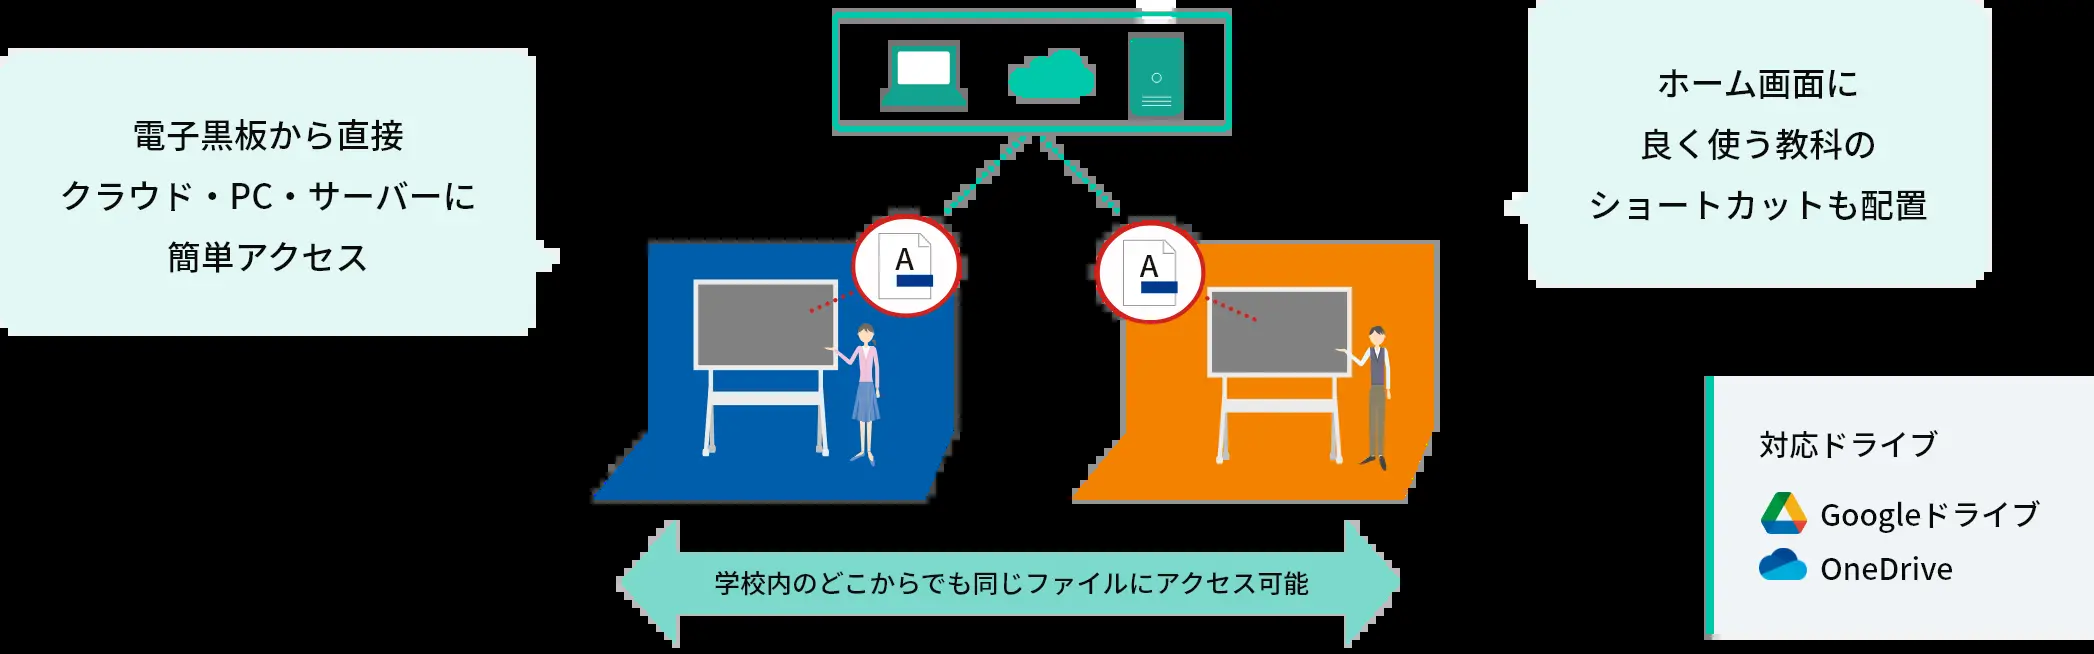 電子黒板から直接
クラウド・PC・サーバーに
簡単アクセス
ホーム画面に
良く使う教科の
ショートカットも配置
A
A
対応ドライブ
Googleドライブ
OneDrive
学校内のどこからでも同じファイルにアクセス可能